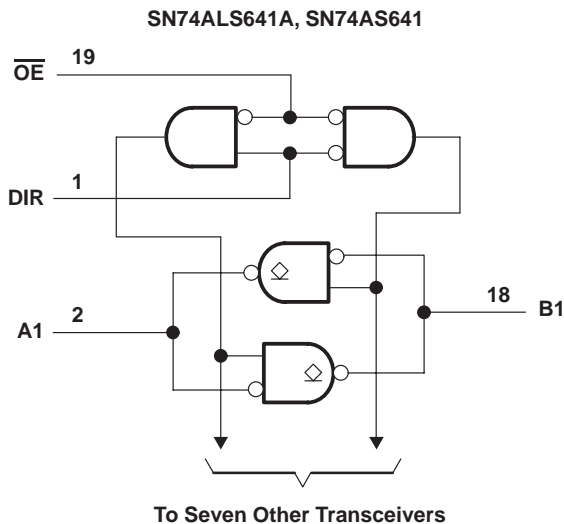 SN74ALS641A, SN74AS641
OE 19
DIR 1
A1 2
18 B1
To Seven Other Transceivers